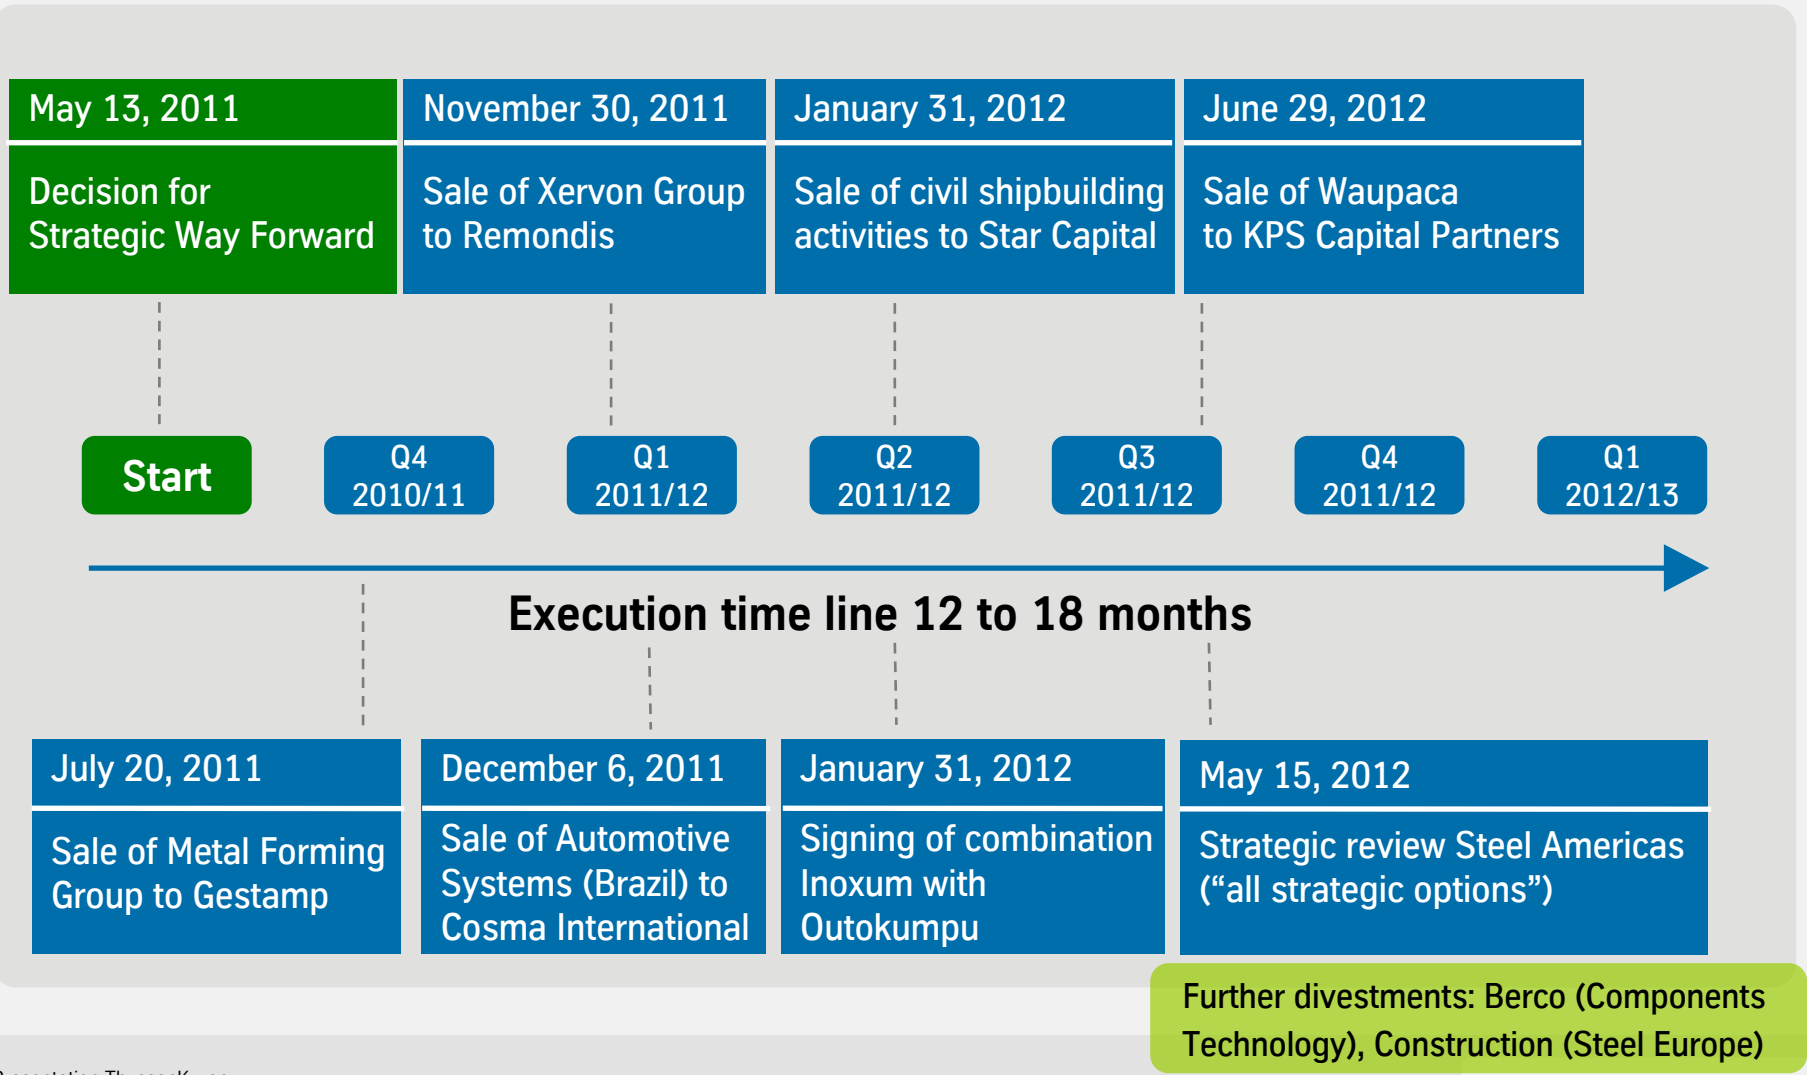 May 13, 2011
Decision for
Strategic Way Forward
November 30, 2011
Sale of Xervon Group
to Remondis
January 31, 2012
Sale of civil shipbuilding
activities to Star Capital
June 29, 2012
Sale of Waupaca
to KPS Capital Partners
Start
Q4
2010/11
Q1
2011/12
Q2
2011/12
Q3
2011/12
Q4
2011/12
Q1
2012/13
Execution time line 12 to 18 months
July 20, 2011
Sale of Metal Forming
Group to Gestamp
December 6, 2011
Sale of Automotive
Systems (Brazil) to
Cosma International
January 31, 2012
Signing of combination
Inoxum with
Outokumpu
May 15, 2012
Strategic review Steel Americas
(“all strategic options”)
Further divestments: Berco (Components
Technology), Construction (Steel Europe)